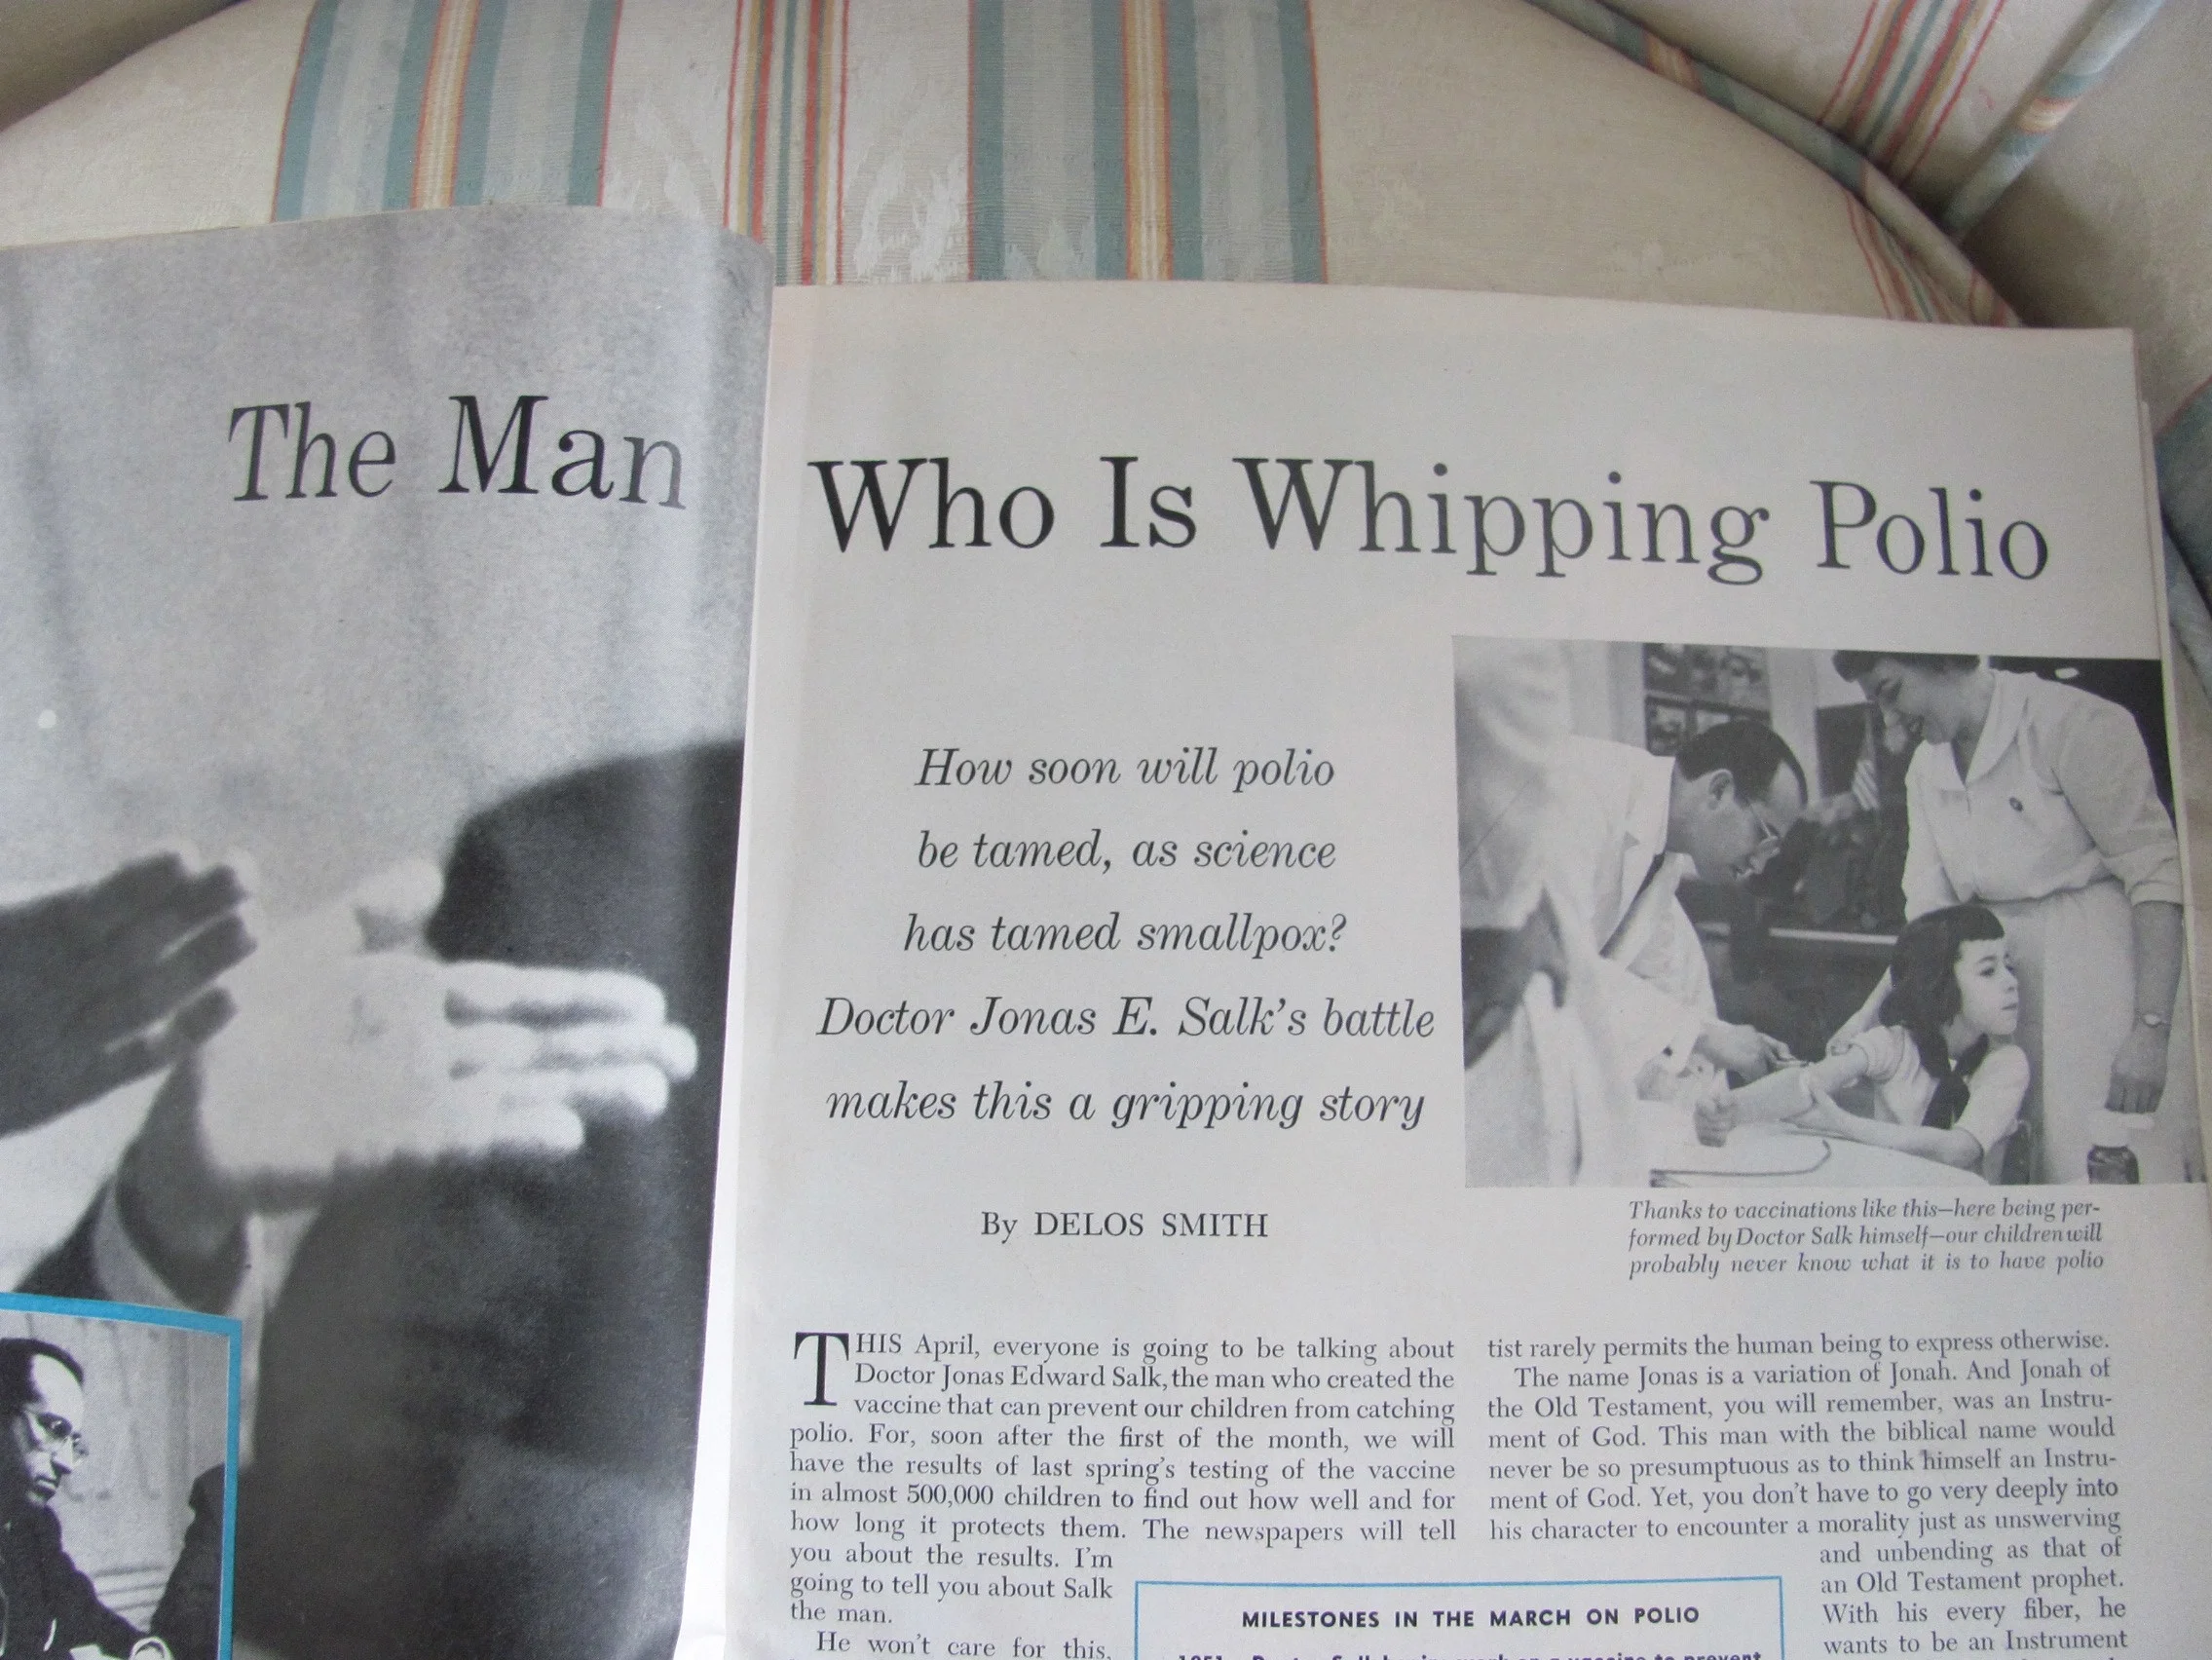 The Man
Who Is Whipping Polio
How soon will polio
be tamed, as science
has tamed smallpox?
Doctor Jonas E. Salk's battle
makes this a gripping story
By DELOS SMITH
Thanks to vaccinations like this—here being per-
formed by Doctor Salk himself—our children will
probably never know what it is to have polio
THIS April, everyone is going to be talking about
Doctor Jonas Edward Salk, the man who created the
vaccine that can prevent our children from catching
polio. For, soon after the first of the month, we will
have the results of last spring's testing of the vaccine
in almost 500,000 children to find out how well and for
how long it protects them. The newspapers will tell
you about the results. I'm
going to tell you about Salk
the man.
He won't care for this,
MILESTONES IN THE MARCH ON POLIO
1951—Doctor Salk begins work on a vaccine to prevent
tist rarely permits the human being to express otherwise.
The name Jonas is a variation of Jonah. And Jonah of
the Old Testament, you will remember, was an Instru-
ment of God. This man with the biblical name would
never be so presumptuous as to think himself an Instru-
ment of God. Yet, you don't have to go very deeply into
his character to encounter a morality just as unswerving
and unbending as that of
an Old Testament prophet.
With his every fiber, he
wants to be an Instrument